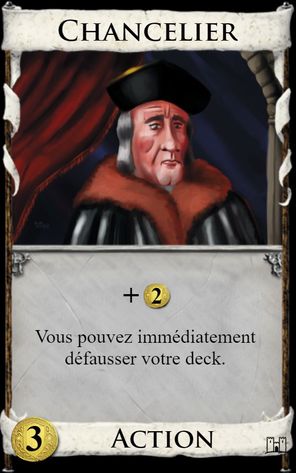 CHANCELIER
+ 2
Vous pouvez immédiatement
défausser votre deck.
3 ACTION